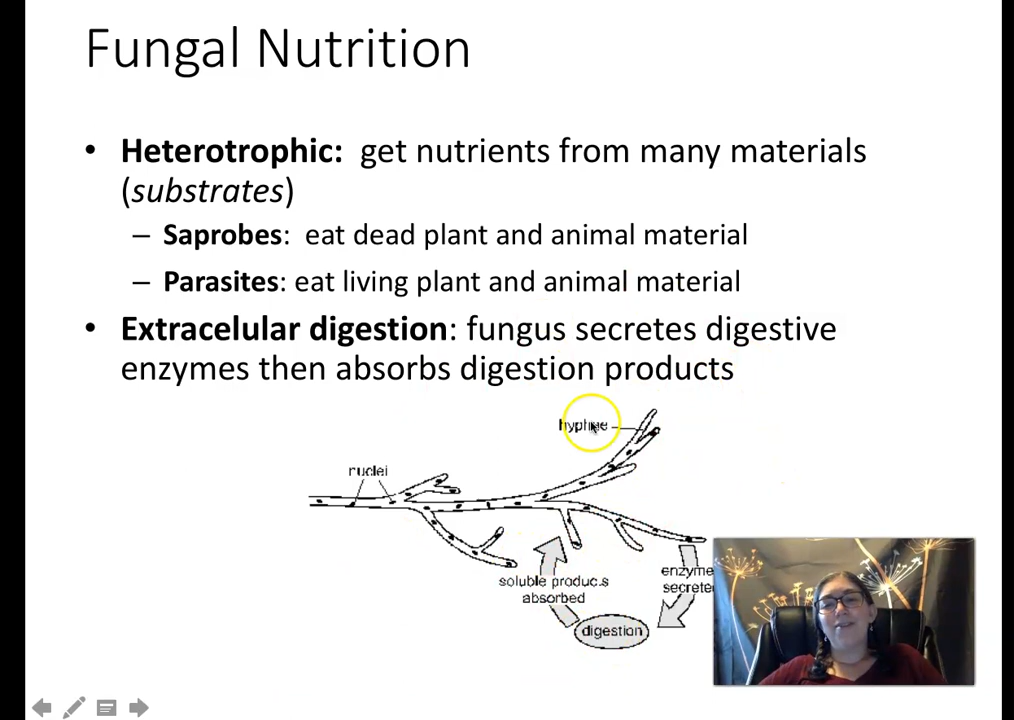 Fungal Nutrition
• Heterotrophic: get nutrients from many materials
(substrates)
– Saprobes: eat dead plant and animal material
– Parasites: eat living plant and animal material
• Extracelular digestion: fungus secretes digestive
enzymes then absorbs digestion products
hyphae
nuclei
soluble produc.s
absorbed
enzyme
secrete
digestion